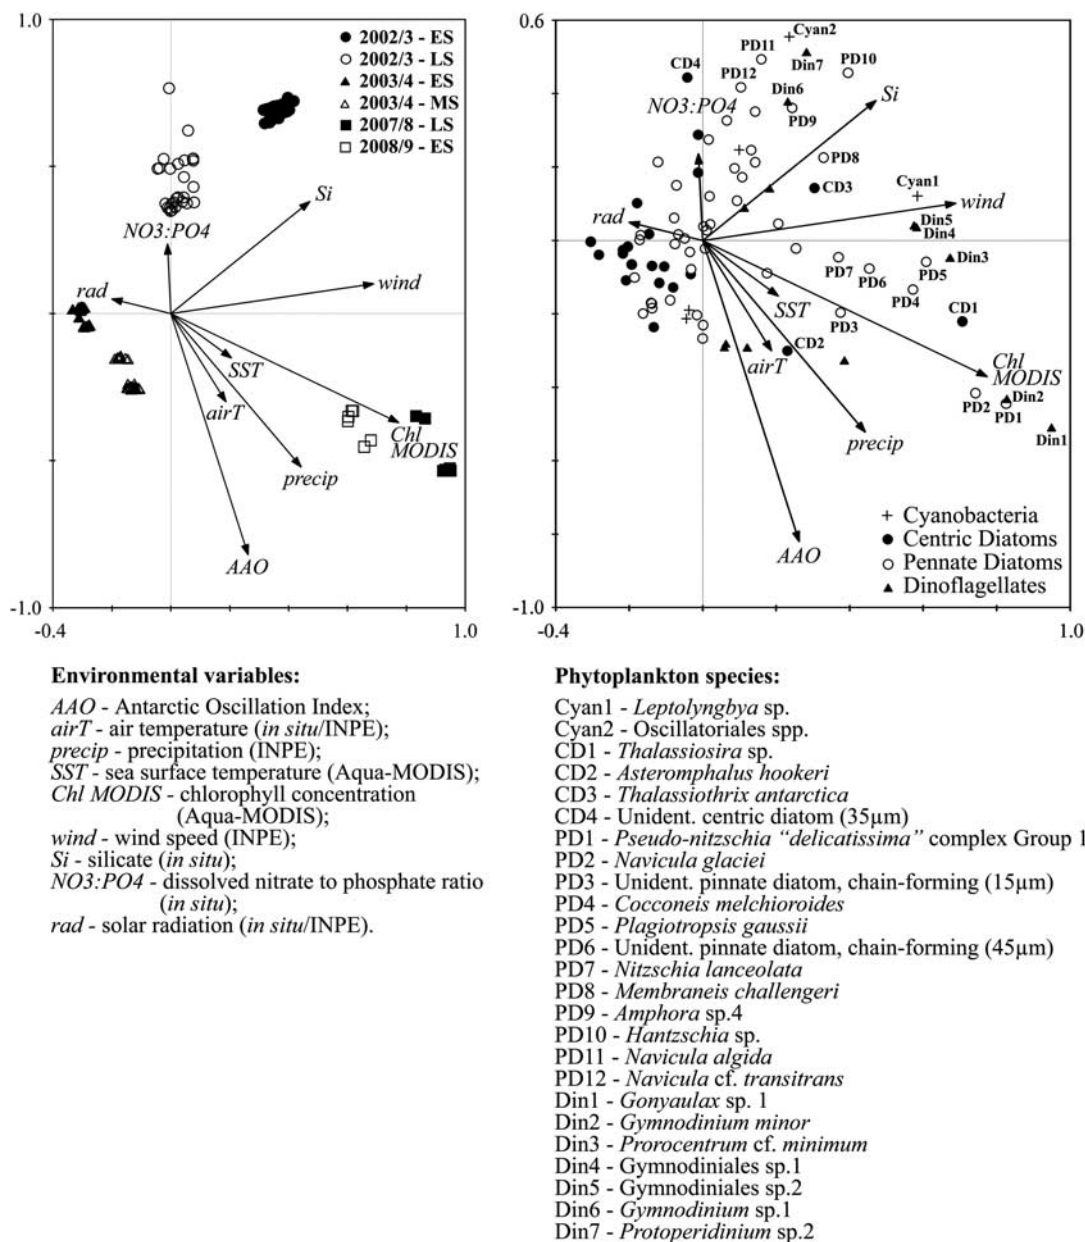 1.0
2002/3 - ES
2002/3 - LS
2003/4 - ES
2003/4 - MS
2007/8 - LS
2008/9 - ES
Si
NO3:PO4
wind
rad
SST
airT
Chl
MODIS
precip
AAO
-1.0
-0.4
1.0
0.6
Cyan2
PD11
Din7
CD4
PD12
PD10
Din6
NO3:PO4
Si
PD9
PD8
CD3
Cyan1
rad
wind
Din5
Din4
Din3
PD7
PD6
PD5
SST
PD4
CD1
PD3
airT
CD2
Chl
MODIS
PD2
Din2
PD1
precip
Din1
AAO
+ Cyanobacteria
Centric Diatoms
Pennate Diatoms
Dinoflagellates
-1.0
-0.4
1.0
Environmental variables:
AAO - Antarctic Oscillation Index;
airT - air temperature (in situ/INPE);
precip - precipitation (INPE);
SST - sea surface temperature (Aqua-MODIS);
Chl MODIS - chlorophyll concentration
(Aqua-MODIS);
wind - wind speed (INPE);
Si - silicate (in situ);
NO3:PO4 - dissolved nitrate to phosphate ratio
(in situ);
rad - solar radiation (in situ/INPE).
Phytoplankton species:
Cyan1 - Leptolyngbya sp.
Cyan2 - Oscillatoriales spp.
CD1 - Thalassiosira sp.
CD2 - Asteromphalus hookeri
CD3 - Thalassiothrix antarctica
CD4 - Unident. centric diatom (35µm)
PD1 - Pseudo-nitzschia “delicatissima” complex Group 1
PD2 - Navicula glaciei
PD3 - Unident. pinnate diatom, chain-forming (15µm)
PD4 - Cocconeis melchioroides
PD5 - Plagiotropsis gaussii
PD6 - Unident. pinnate diatom, chain-forming (45µm)
PD7 - Nitzschia lanceolata
PD8 - Membraneis challengeri
PD9 - Amphora sp.4
PD10 - Hantzschia sp.
PD11 - Navicula algida
PD12 - Navicula cf. transitrans
Din1 - Gonyaulax sp. 1
Din2 - Gymnodinium minor
Din3 - Prorocentrum cf. minimum
Din4 - Gymnodiniales sp.1
Din5 - Gymnodiniales sp.2
Din6 - Gymnodinium sp.1
Din7 - Protoperidinium sp.2